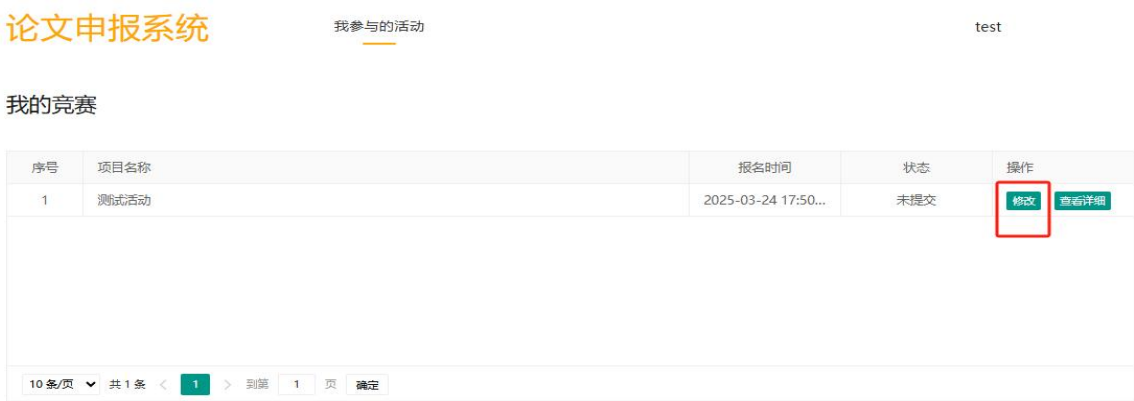 论文申报系统 我参与的活动 test
我的竞赛
序号 项目名称 报名时间 状态 操作
1 测试活动 2025-03-24 17:50... 未提交 修改 查看详细
10 条/页 共 1 条 < 1 > 到第 1 页 确定